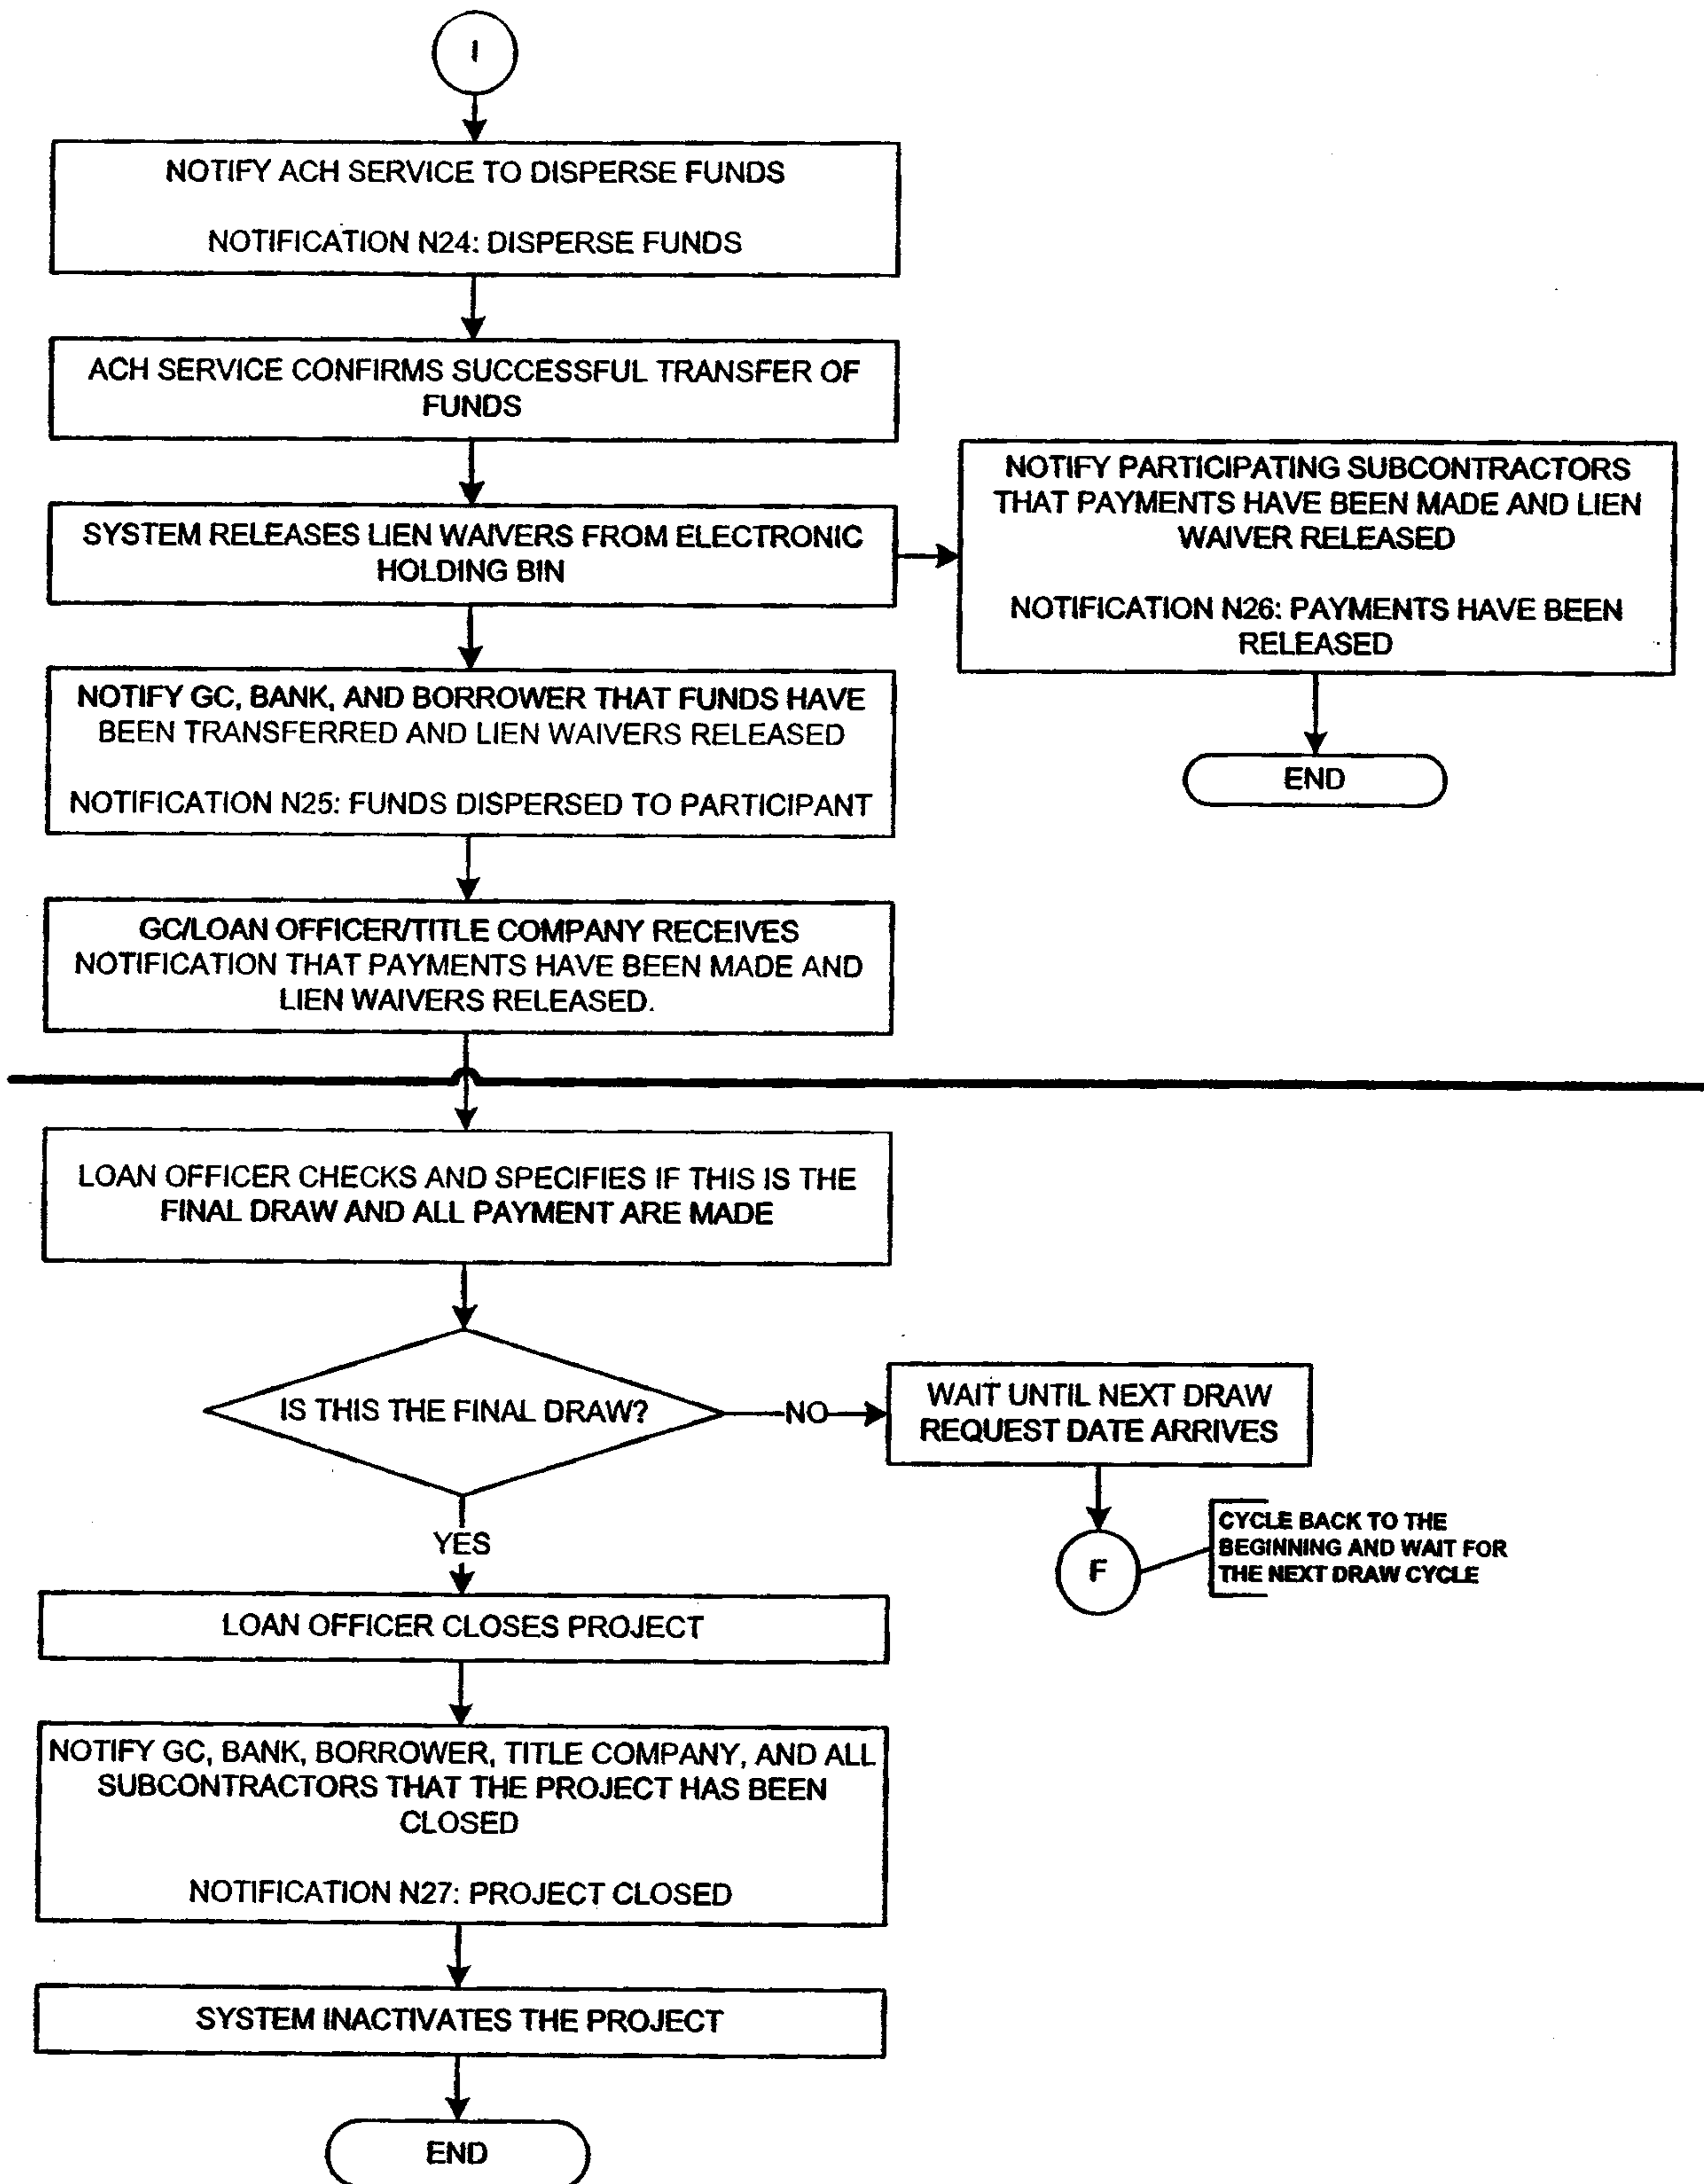 I
NOTIFY ACH SERVICE TO DISPERSE FUNDS
NOTIFICATION N24: DISPERSE FUNDS
ACH SERVICE CONFIRMS SUCCESSFUL TRANSFER OF
FUNDS
SYSTEM RELEASES LIEN WAIVERS FROM ELECTRONIC
HOLDING BIN
NOTIFY PARTICIPATING SUBCONTRACTORS
THAT PAYMENTS HAVE BEEN MADE AND LIEN
WAIVER RELEASED
NOTIFICATION N26: PAYMENTS HAVE BEEN
RELEASED
END
NOTIFY GC, BANK, AND BORROWER THAT FUNDS HAVE
BEEN TRANSFERRED AND LIEN WAIVERS RELEASED
NOTIFICATION N25: FUNDS DISPERSED TO PARTICIPANT
GC/LOAN OFFICER/TITLE COMPANY RECEIVES
NOTIFICATION THAT PAYMENTS HAVE BEEN MADE AND
LIEN WAIVERS RELEASED.
LOAN OFFICER CHECKS AND SPECIFIES IF THIS IS THE
FINAL DRAW AND ALL PAYMENT ARE MADE
IS THIS THE FINAL DRAW?
NO
WAIT UNTIL NEXT DRAW
REQUEST DATE ARRIVES
F
CYCLE BACK TO THE
BEGINNING AND WAIT FOR
THE NEXT DRAW CYCLE
YES
LOAN OFFICER CLOSES PROJECT
NOTIFY GC, BANK, BORROWER, TITLE COMPANY, AND ALL
SUBCONTRACTORS THAT THE PROJECT HAS BEEN
CLOSED
NOTIFICATION N27: PROJECT CLOSED
SYSTEM INACTIVATES THE PROJECT
END